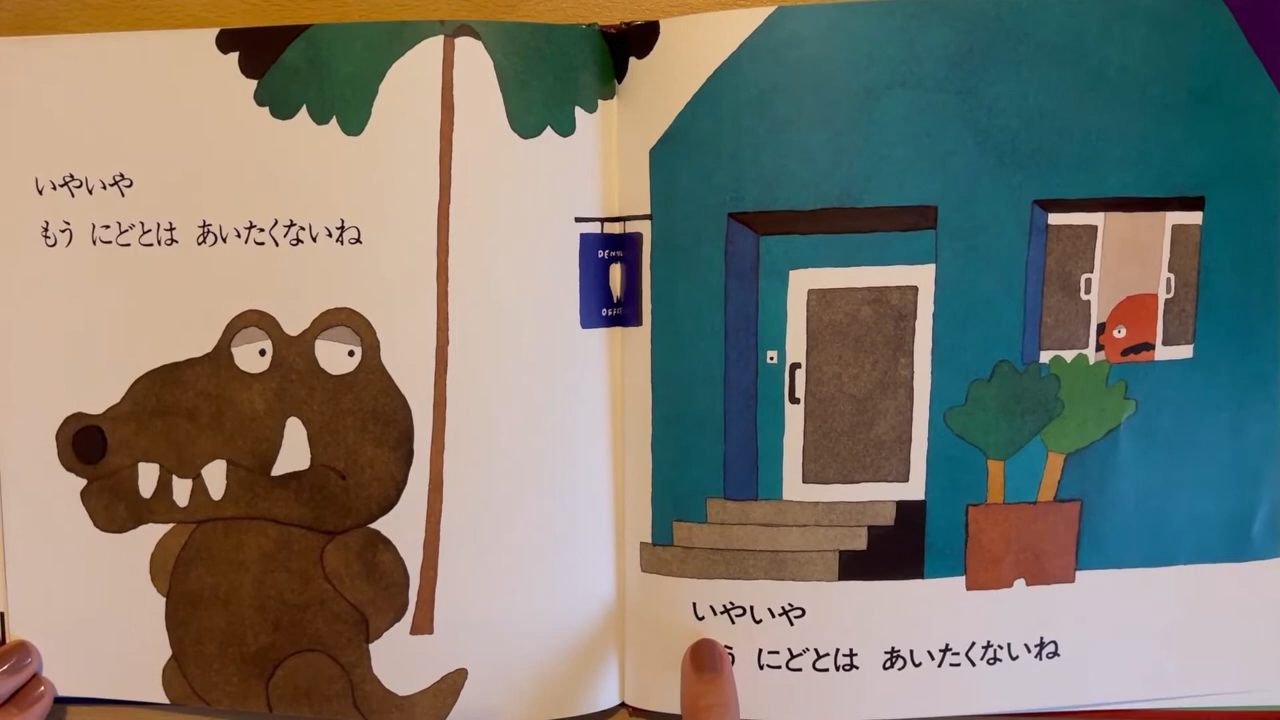 いやいや
もう にどとは あいたくないね
いやいや
う にどとは あいたくないね